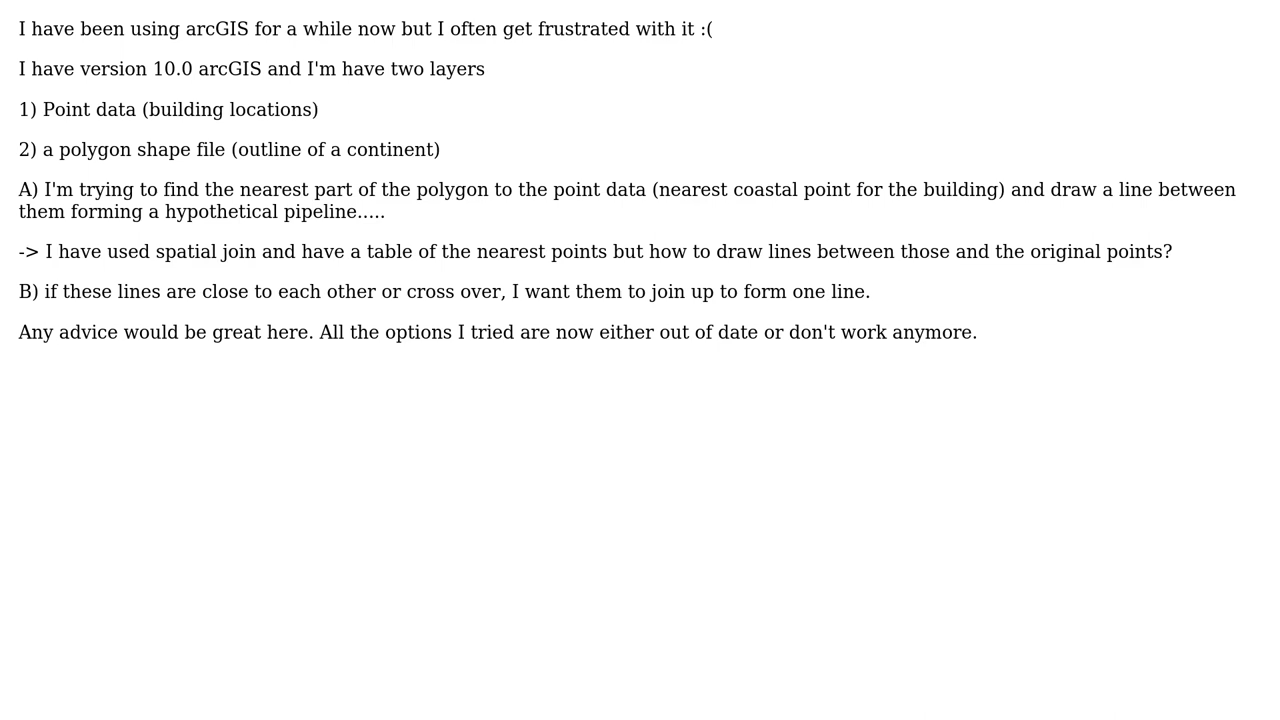 I have been using arcGIS for a while now but I often get frustrated with it :(
I have version 10.0 arcGIS and I'm have two layers
1) Point data (building locations)
2) a polygon shape file (outline of a continent)
A) I'm trying to find the nearest part of the polygon to the point data (nearest coastal point for the building) and draw a line between
them forming a hypothetical pipeline.....
-> I have used spatial join and have a table of the nearest points but how to draw lines between those and the original points?
B) if these lines are close to each other or cross over, I want them to join up to form one line.
Any advice would be great here. All the options I tried are now either out of date or don't work anymore.